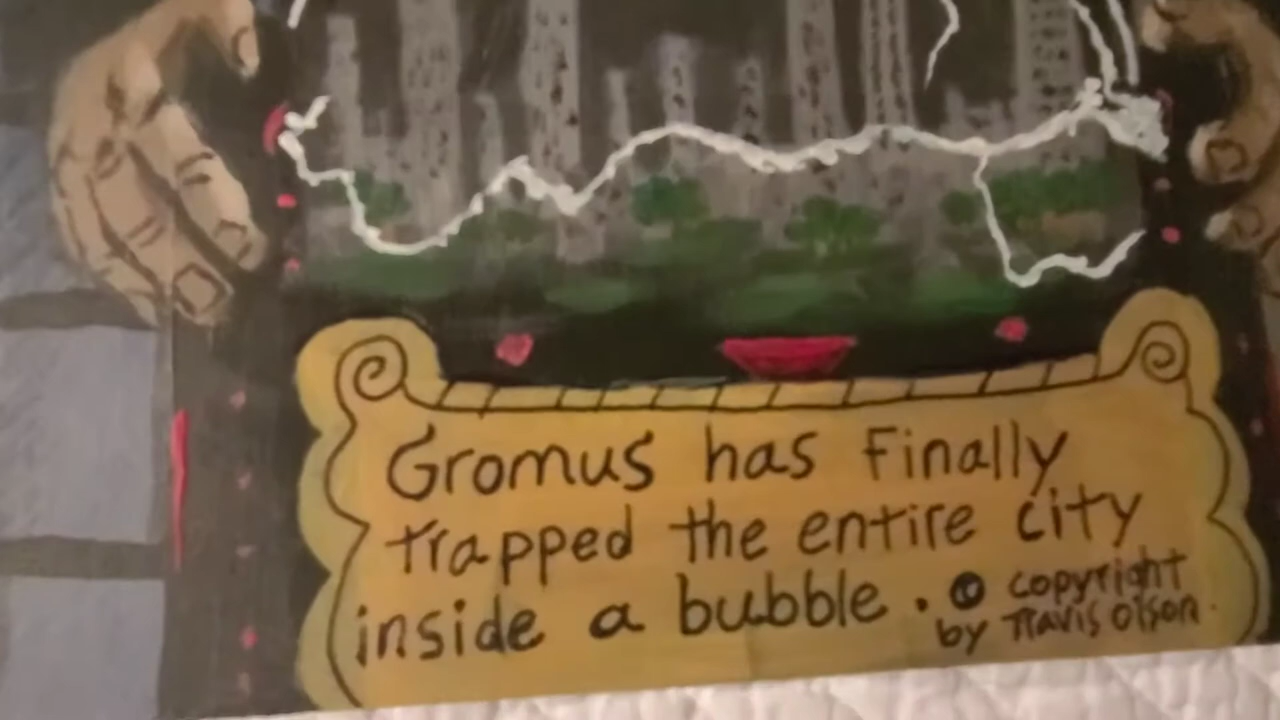 Gromus has Finally
trapped the entire city
inside a bubble. © copyright
by Travis Olson.